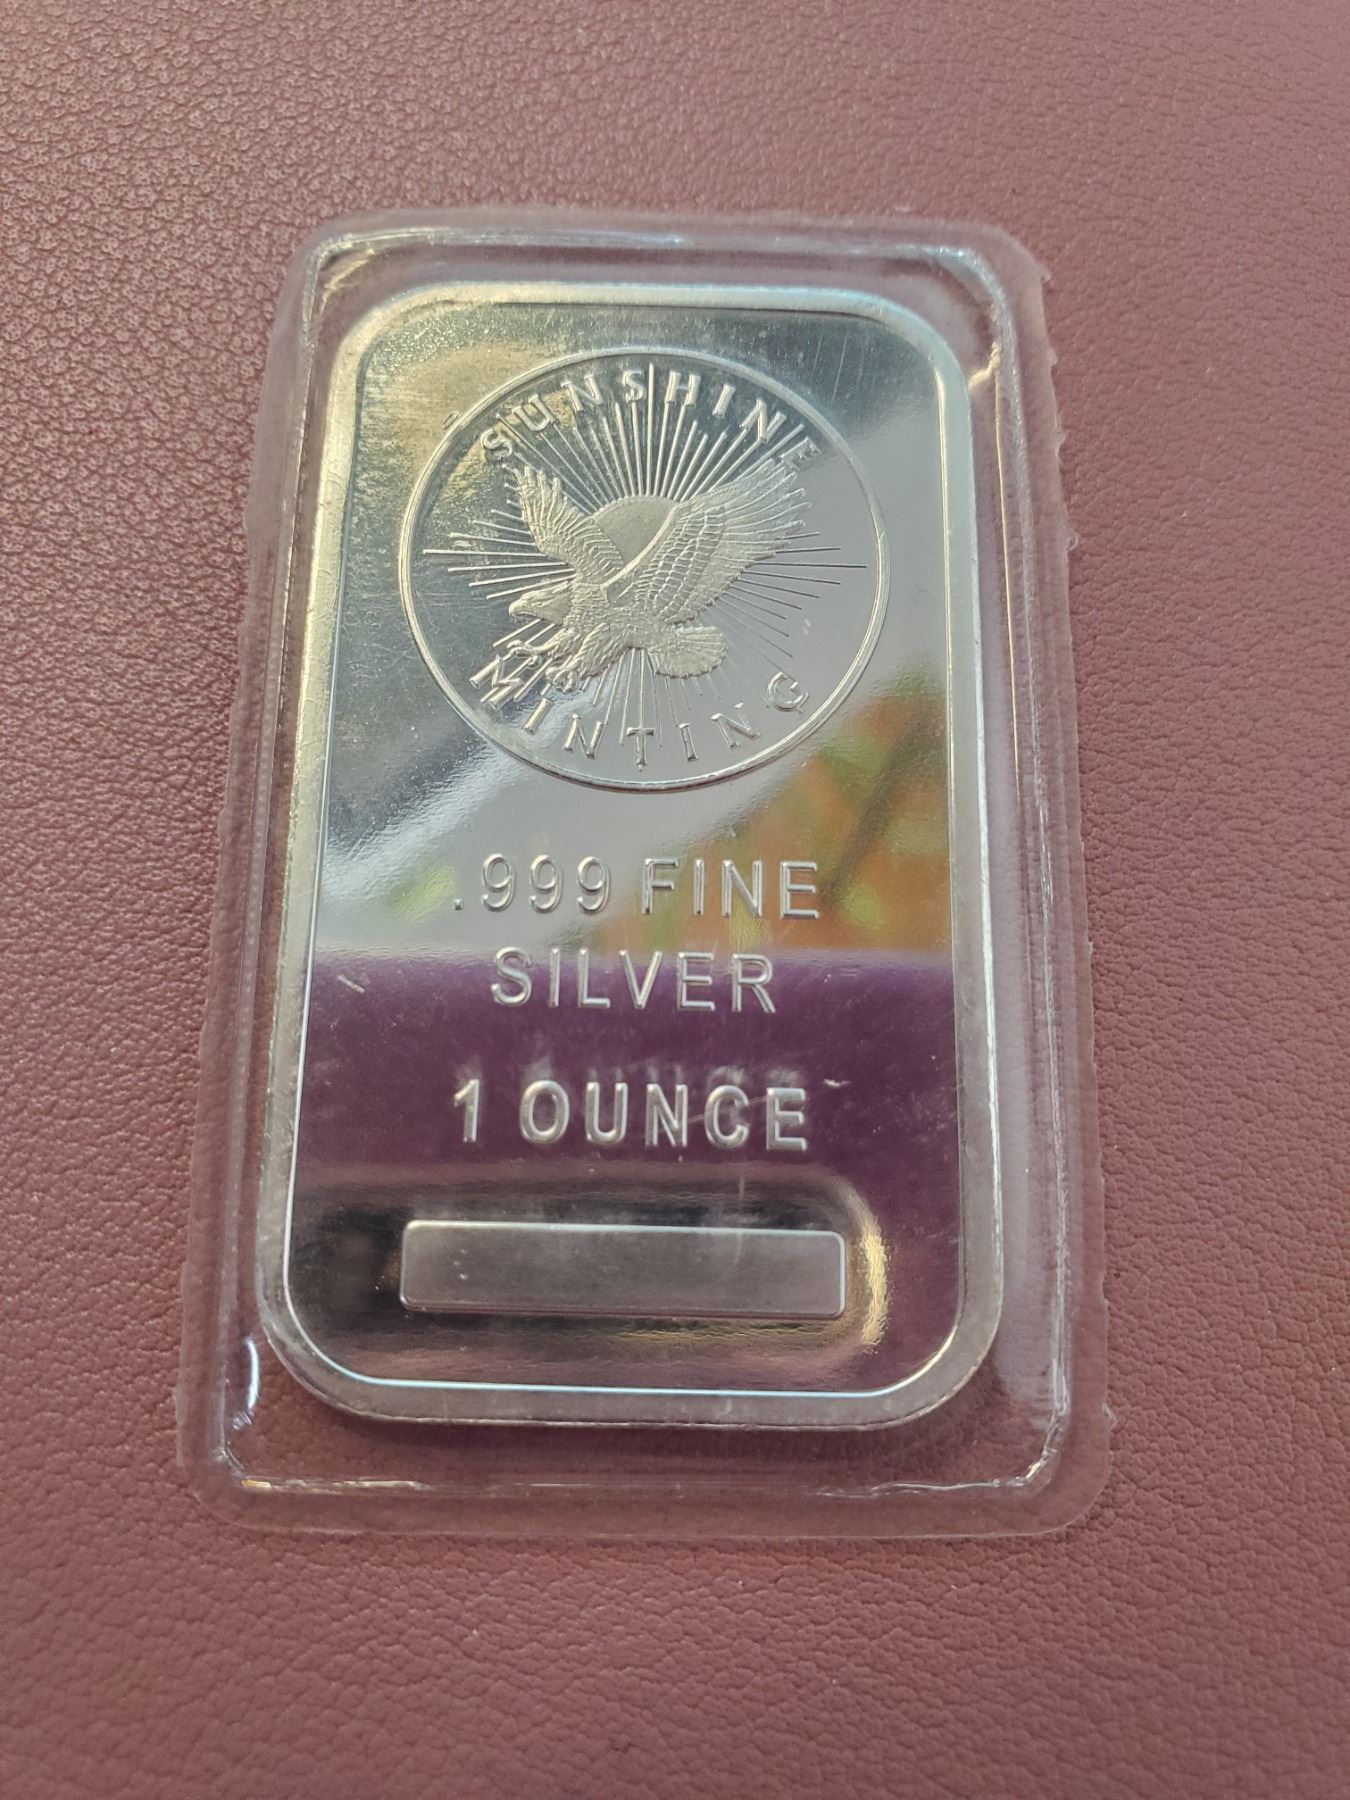 SUNSHINE
MINTING
.999 FINE
SILVER
1 OUNCE